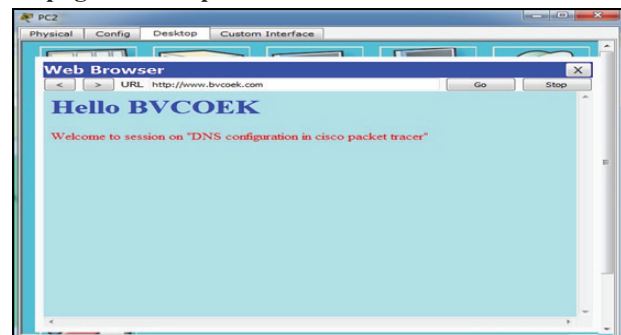 PC2
Physical Config Desktop Custom Interface
Web Browser X
< > URL http://www.bvcoek.com Go Stop
Hello BVCOEK
Welcome to session on "DNS configuration in cisco packet tracer"